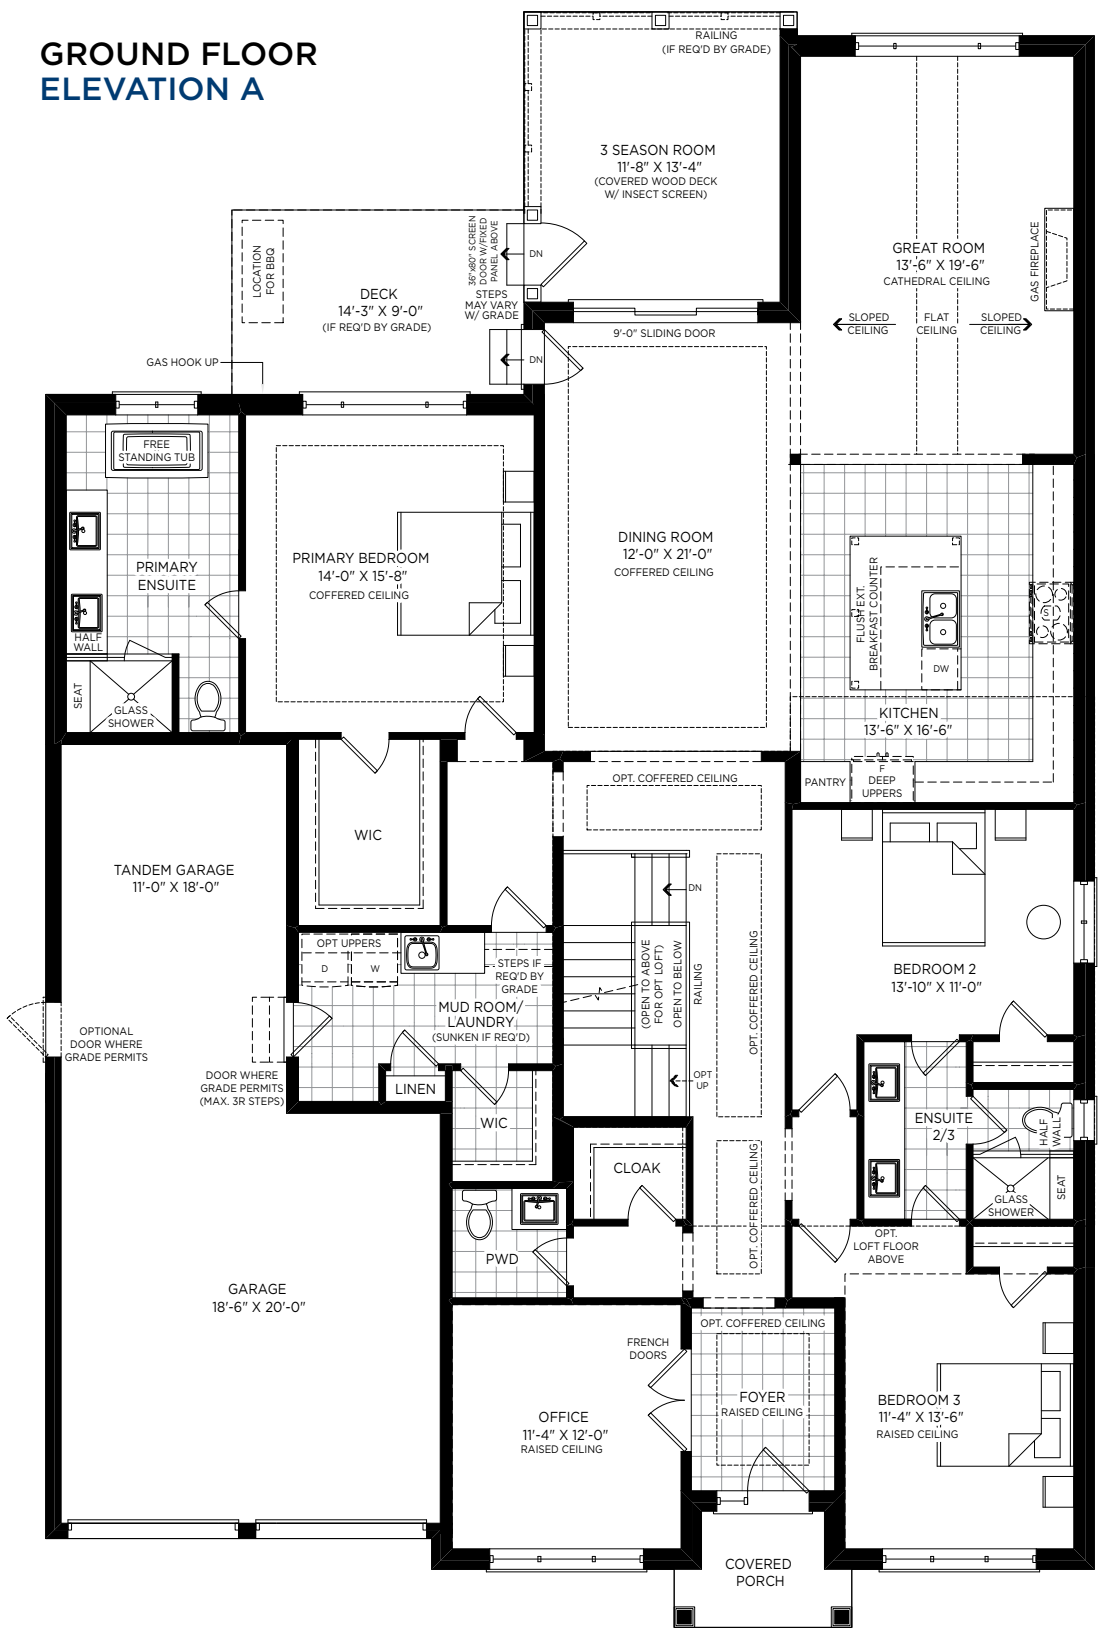 GROUND FLOOR
ELEVATION A
RAILING
(IF REQ'D BY GRADE)
3 SEASON ROOM
11'-8" X 13'-4"
(COVERED WOOD DECK
W/ INSECT SCREEN)
36"x80" SCREEN
DOOR W/FIXED
PANEL ABOVE
DN
LOCATION
FOR BBQ
DECK
14'-3" X 9'-0"
(IF REQ'D BY GRADE)
STEPS
MAY VARY
W/ GRADE
DN
GAS HOOK UP
GREAT ROOM
13'-6" X 19'-6"
CATHEDRAL CEILING
GAS FIREPLACE
SLOPED
CEILING
FLAT
CEILING
SLOPED
CEILING
9'-0" SLIDING DOOR
FREE
STANDING TUB
PRIMARY
ENSUITE
HALF
WALL
SEAT
GLASS
SHOWER
PRIMARY BEDROOM
14'-0" X 15'-8"
COFFERED CEILING
DINING ROOM
12'-0" X 21'-0"
COFFERED CEILING
FLUSH EXT.
BREAKFAST COUNTER
DW
S
KITCHEN
13'-6" X 16'-6"
PANTRY
F
DEEP
UPPERS
OPT. COFFERED CEILING
WIC
TANDEM GARAGE
11'-0" X 18'-0"
DN
(OPEN TO ABOVE
FOR OPT LOFT)
OPEN TO BELOW
RAILING
OPT. COFFERED CEILING
OPT
UP
BEDROOM 2
13'-10" X 11'-0"
OPT UPPERS
D
W
STEPS IF
REQ'D BY
GRADE
MUD ROOM/
LAUNDRY
(SUNKEN IF REQ'D)
OPTIONAL
DOOR WHERE
GRADE PERMITS
DOOR WHERE
GRADE PERMITS
(MAX. 3R STEPS)
LINEN
WIC
CLOAK
ENSUITE
2/3
HALF
WALL
GLASS
SHOWER
SEAT
OPT. COFFERED CEILING
PWD
OPT.
LOFT FLOOR
ABOVE
GARAGE
18'-6" X 20'-0"
OPT. COFFERED CEILING
FRENCH
DOORS
FOYER
RAISED CEILING
OFFICE
11'-4" X 12'-0"
RAISED CEILING
BEDROOM 3
11'-4" X 13'-6"
RAISED CEILING
COVERED
PORCH